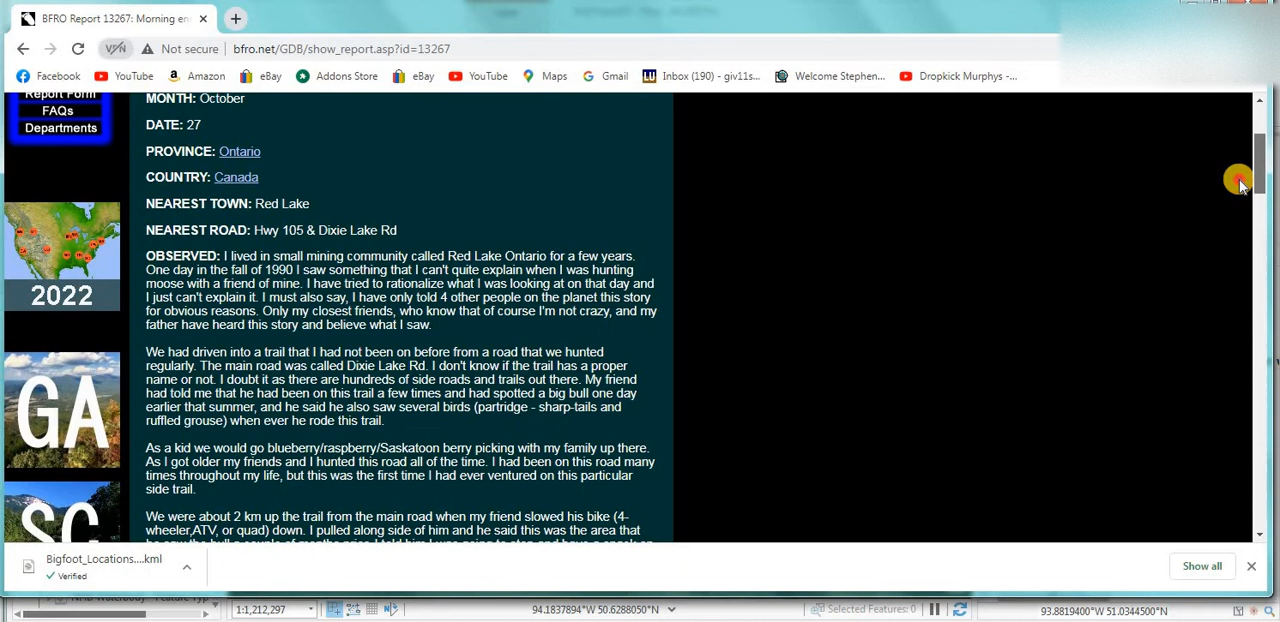 BFRO Report 13267: Morning en
VPN Not secure bfro.net/GDB/show_report.asp?id=13267
Facebook YouTube Amazon eBay Addons Store eBay YouTube Maps Gmail Inbox (190) - giv11s... Welcome Stephen... Dropkick Murphys -...
Report Form
FAQs
Departments
2022
GA
SC
MONTH: October
DATE: 27
PROVINCE: Ontario
COUNTRY: Canada
NEAREST TOWN: Red Lake
NEAREST ROAD: Hwy 105 & Dixie Lake Rd
OBSERVED: I lived in small mining community called Red Lake Ontario for a few years.
One day in the fall of 1990 I saw something that I can't quite explain when I was hunting
moose with a friend of mine. I have tried to rationalize what I was looking at on that day and
I just can't explain it. I must also say, I have only told 4 other people on the planet this story
for obvious reasons. Only my closest friends, who know that of course I'm not crazy, and my
father have heard this story and believe what I saw.
We had driven into a trail that I had not been on before from a road that we hunted
regularly. The main road was called Dixie Lake Rd. I don't know if the trail has a proper
name or not. I doubt it as there are hundreds of side roads and trails out there. My friend
had told me that he had been on this trail a few times and had spotted a big bull one day
earlier that summer, and he said he also saw several birds (partridge - sharp-tails and
ruffled grouse) when ever he rode this trail.
As a kid we would go blueberry/raspberry/Saskatoon berry picking with my family up there.
As I got older my friends and I hunted this road all of the time. I had been on this road many
times throughout my life, but this was the first time I had ever ventured on this particular
side trail.
We were about 2 km up the trail from the main road when my friend slowed his bike (4-
wheeler,ATV, or quad) down. I pulled along side of him and he said this was the area that
Bigfoot_Locations....kml
Verified
Show all
1:1,212,297
94.1837894°W 50.6288050°N
Selected Features: 0
93.8819400°W 51.0344500°N